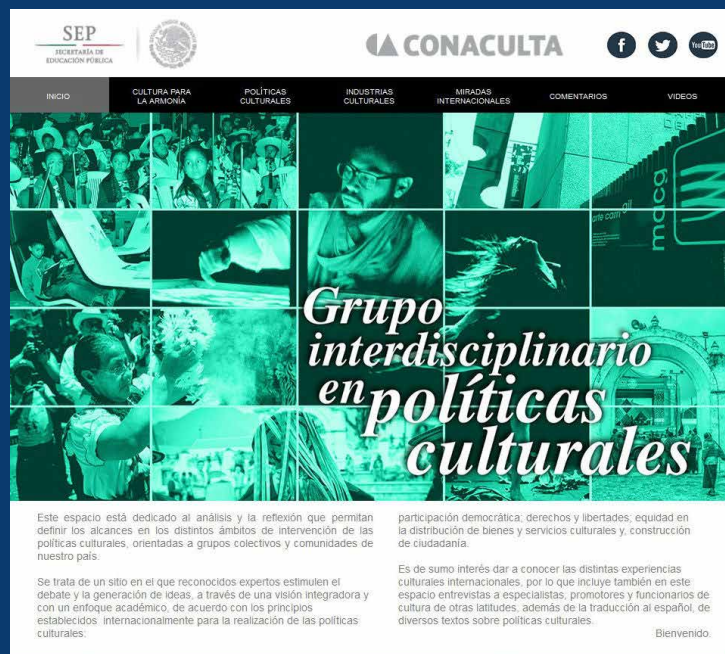 SEP
SECRETARÍA DE
EDUCACIÓN PÚBLICA
CONACULTA
f
You Tube
INICIO
CULTURA PARA
LA ARMONÍA
POLÍTICAS
CULTURALES
INDUSTRIAS
CULTURALES
MIRADAS
INTERNACIONALES
COMENTARIOS
VIDEOS
macg
arte carrillo gil
Grupo
interdisciplinario
en políticas
culturales
Este espacio está dedicado al análisis y la reflexión que permitan
definir los alcances en los distintos ámbitos de intervención de las
políticas culturales, orientadas a grupos colectivos y comunidades de
nuestro país.
Se trata de un sitio en el que reconocidos expertos estimulen el
debate y la generación de ideas, a través de una visión integradora y
con un enfoque académico, de acuerdo con los principios
establecidos internacionalmente para la realización de las políticas
culturales:
participación democrática; derechos y libertades; equidad en
la distribución de bienes y servicios culturales y, construcción
de ciudadanía.
Es de sumo interés dar a conocer las distintas experiencias
culturales internacionales, por lo que incluye también en este
espacio entrevistas a especialistas, promotores y funcionarios de
cultura de otras latitudes, además de la traducción al español, de
diversos textos sobre políticas culturales.
Bienvenido.